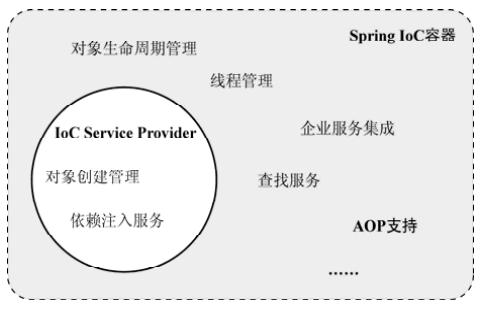 Spring IoC容器
对象生命周期管理
线程管理
IoC Service Provider
企业服务集成
对象创建管理
查找服务
依赖注入服务
AOP支持
……